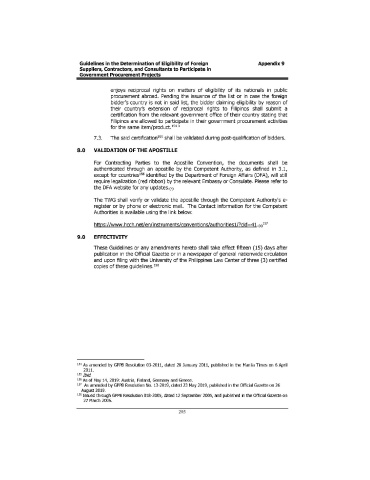 Guidelines in the Determination of Eligibility of Foreign Appendix 9
Suppliers, Contractors, and Consultants to Participate in
Government Procurement Projects
enjoys reciprocal rights on matters of eligibility of its nationals in public
procurement abroad. Pending the issuance of the list or in case the foreign
bidder's country is not in said list, the bidder claiming eligibility by reason of
their country's extension of reciprocal rights to Filipinos shall submit a
certification from the relevant government office of their country stating that
Filipinos are allowed to participate in their government procurement activities
for the same item/product.
7.3. The said certification shall be validated during post-qualification of bidders.
8.0 VALIDATION OF THE APOSTILLE
For Contracting Parties to the Apostille Convention, the documents shall be
authenticated through an apostille by the Competent Authority, as defined in 3.1,
except for countries identified by the Department of Foreign Affairs (DFA), will still
require legalization (red ribbon) by the relevant Embassy or Consulate. Please refer to
the DFA website for any updates.
The TWG shall verify or validate the apostille through the Competent Authority's e-
register or by phone or electronic mail. The Contact information for the Competent
Authorities is available using the link below:
https://www.hcch.net/en/instruments/conventions/authorities1/?cid=41
9.0 EFFECTIVITY
These Guidelines or any amendments hereto shall take effect fifteen (15) days after
publication in the Official Gazette or in a newspaper of general nationwide circulation
and upon filing with the University of the Philippines Law Center of three (3) certified
copies of these guidelines.
As amended by GPPB Resolution 03-2011, dated 28 January 2011, published in the Manila Times on 6 April
2011.
Ibid
As of May 14, 2019: Austria, Finland, Germany and Greece.
As amended by GPPB Resolution No. 13-2019, dated 23 May 2019, published in the Official Gazette on 26
August 2019.
Issued through GPPB Resolution 018-2005, dated 12 September 2005, and published in the Official Gazette on
27 March 2006.